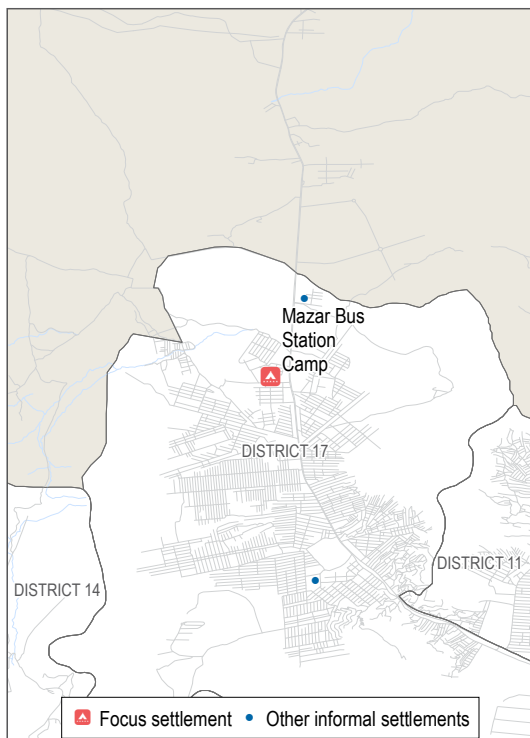 Mazar Bus
Station
Camp
DISTRICT 17
DISTRICT 11
DISTRICT 14
Focus settlement
Other informal settlements